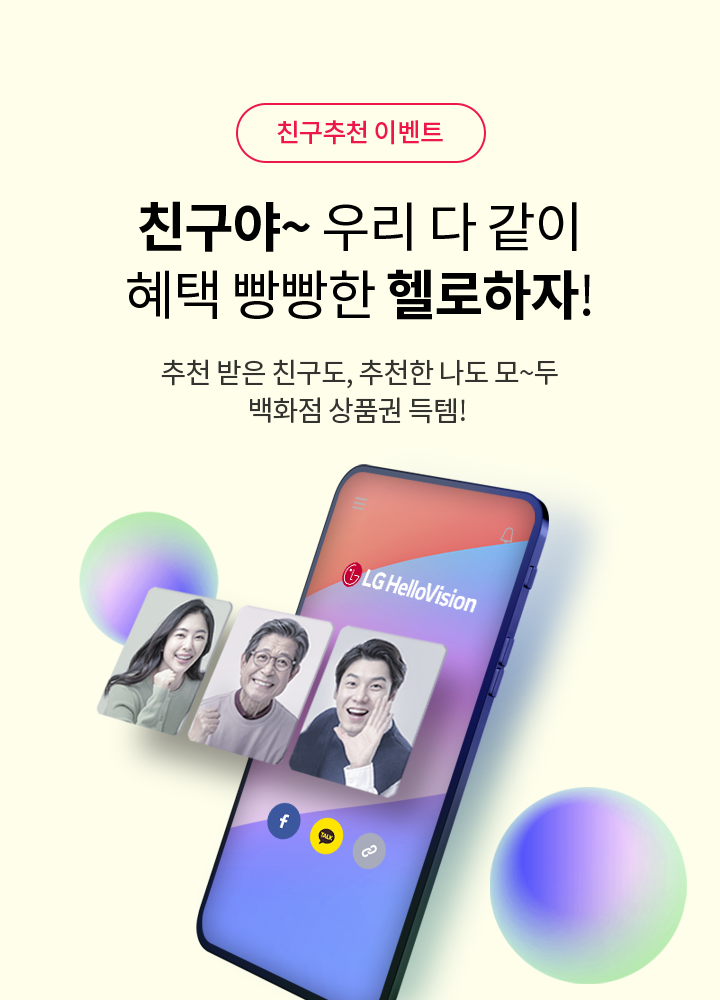 친구추천 이벤트
친구야~ 우리 다 같이
혜택 빵빵한 헬로하자!
추천 받은 친구도, 추천한 나도 모~두
백화점 상품권 득템!
LG HelloVision
f
TALK